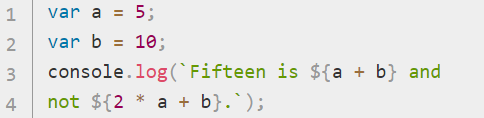 1 var a = 5;
2 var b = 10;
3 console.log(`Fifteen is ${a + b} and
4 not ${2 * a + b}.`);